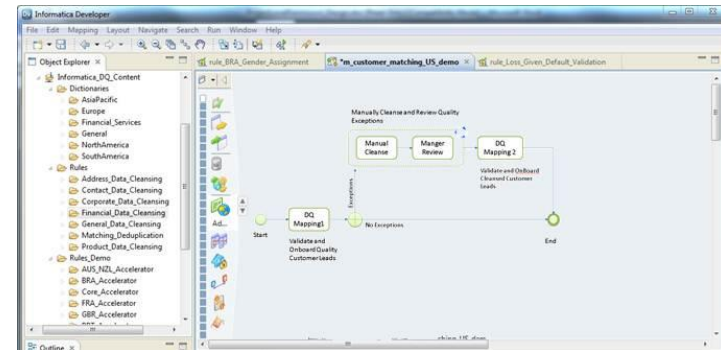 Informatica Developer
File Edit Mapping Layout Navigate Search Run Window Help
Object Explorer
rule_BRA_Gender_Assignment
*m_customer_matching_US_demo
rule_Loss_Given_Default_Validation
Informatica_DQ_Content
Dictionaries
AsiaPacific
Europe
Financial_Services
General
NorthAmerica
SouthAmerica
Rules
Address_Data_Cleansing
Contact_Data_Cleansing
Corporate_Data_Cleansing
Financial_Data_Cleansing
General_Data_Cleansing
Matching_Deduplication
Product_Data_Cleansing
Rules_Demo
AUS_NZL_Accelerator
BRA_Accelerator
Core_Accelerator
FRA_Accelerator
GBR_Accelerator
Outline
Ad...
Manually Cleanse and Review Quality
Exceptions
Manual
Cleanse
Manger
Review
DQ
Mapping 2
Validate and Onboard
Cleansed Customer
Leads
Exceptions
Start
DQ
Mapping1
No Exceptions
End
Validate and
Onboard Quality
Customer Leads